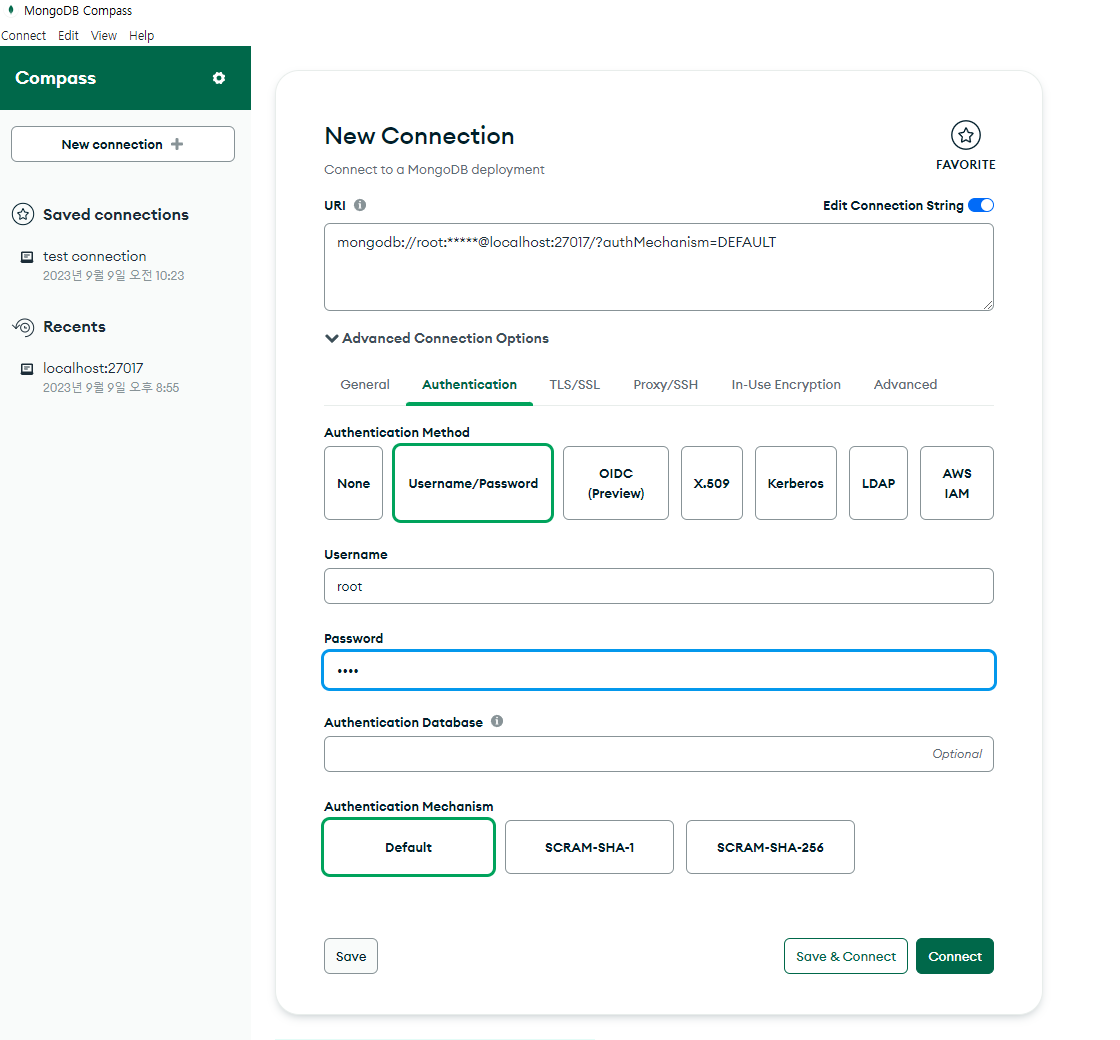 MongoDB Compass
Connect Edit View Help
Compass
New connection
Saved connections
test connection
2023년 9월 9일 오전 10:23
Recents
localhost:27017
2023년 9월 9일 오후 8:55
New Connection
FAVORITE
Connect to a MongoDB deployment
URI
Edit Connection String
mongodb://root:*****@localhost:27017/?authMechanism=DEFAULT
Advanced Connection Options
General Authentication TLS/SSL Proxy/SSH In-Use Encryption Advanced
Authentication Method
None
Username/Password
OIDC
(Preview)
X.509
Kerberos
LDAP
AWS
IAM
Username
root
Password
••••
Authentication Database
Optional
Authentication Mechanism
Default
SCRAM-SHA-1
SCRAM-SHA-256
Save
Save & Connect
Connect